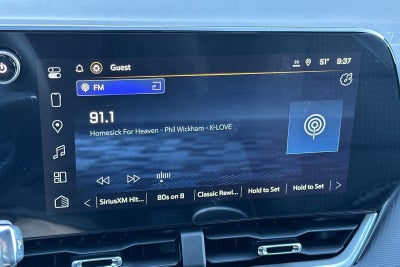 Guest
51° 9:37
FM
91.1
Homesick For Heaven - Phil Wickham - K-LOVE
SiriusXM Hit... 80s on 8 Classic Rewi... Hold to Set Hold to Set